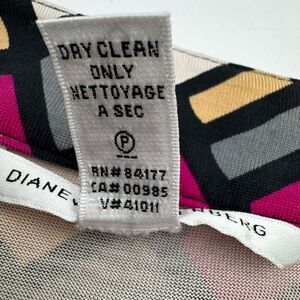 DRY CLEAN
ONLY
NETTOYAGE
A SEC
P
RN#84177
CA#00985
V#41011
DIANE
BERG